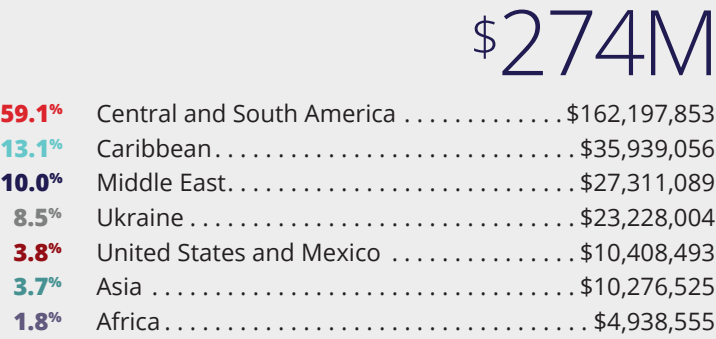 $274M
59.1% Central and South America . . . . . . . . . . . . . $162,197,853
13.1% Caribbean. . . . . . . . . . . . . . . . . . . . . . . . . . . . . . $35,939,056
10.0% Middle East. . . . . . . . . . . . . . . . . . . . . . . . . . . . . $27,311,089
8.5% Ukraine . . . . . . . . . . . . . . . . . . . . . . . . . . . . . . . . $23,228,004
3.8% United States and Mexico . . . . . . . . . . . . . . . $10,408,493
3.7% Asia . . . . . . . . . . . . . . . . . . . . . . . . . . . . . . . . . . . $10,276,525
1.8% Africa . . . . . . . . . . . . . . . . . . . . . . . . . . . . . . . . . . . $4,938,555